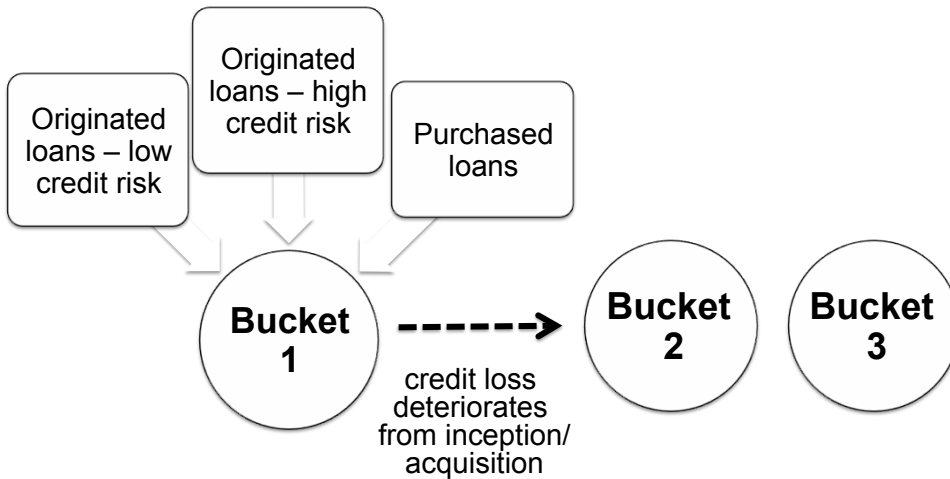 Originated
loans – low
credit risk
Originated
loans – high
credit risk
Purchased
loans
Bucket
1
credit loss
deteriorates
from inception/
acquisition
Bucket
2
Bucket
3